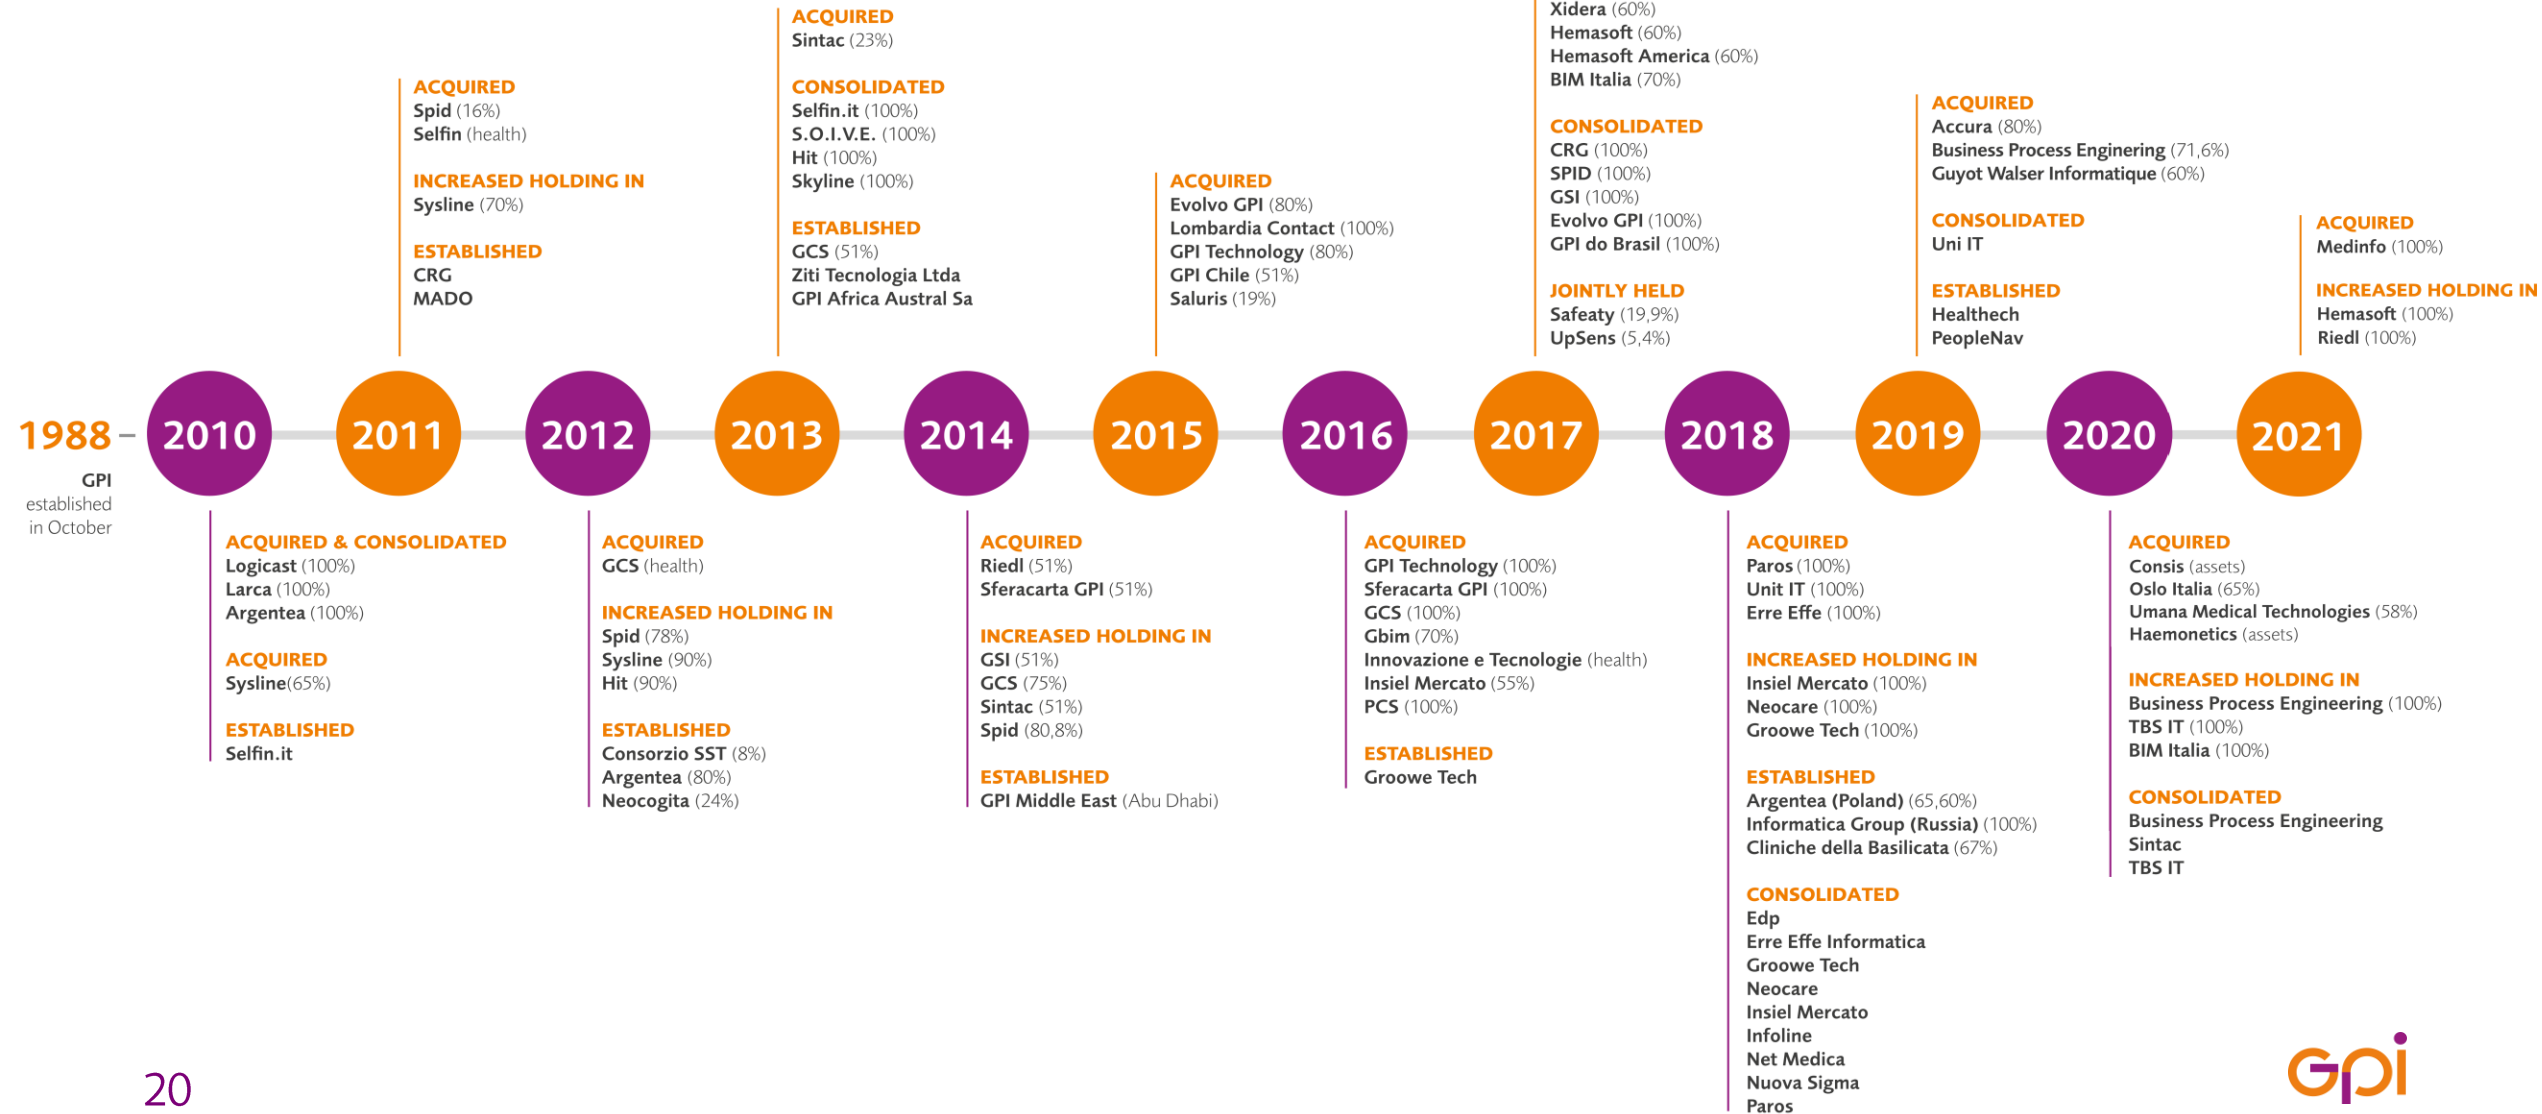 1988
GPI
established
in October
2010
ACQUIRED & CONSOLIDATED
Logicast (100%)
Larca (100%)
Argentea (100%)
ACQUIRED
Sysline(65%)
ESTABLISHED
Selfin.it
2011
ACQUIRED
Spid (16%)
Selfin (health)
INCREASED HOLDING IN
Sysline (70%)
ESTABLISHED
CRG
MADO
2012
ACQUIRED
GCS (health)
INCREASED HOLDING IN
Spid (78%)
Sysline (90%)
Hit (90%)
ESTABLISHED
Consorzio SST (8%)
Argentea (80%)
Neocogita (24%)
2013
ACQUIRED
Sintac (23%)
CONSOLIDATED
Selfin.it (100%)
S.O.I.V.E. (100%)
Hit (100%)
Skyline (100%)
ESTABLISHED
GCS (51%)
Ziti Tecnologia Ltda
GPI Africa Austral Sa
2014
ACQUIRED
Riedl (51%)
Sferacarta GPI (51%)
INCREASED HOLDING IN
GSI (51%)
GCS (75%)
Sintac (51%)
Spid (80,8%)
ESTABLISHED
GPI Middle East (Abu Dhabi)
2015
ACQUIRED
Evolvo GPI (80%)
Lombardia Contact (100%)
GPI Technology (80%)
GPI Chile (51%)
Saluris (19%)
2016
ACQUIRED
GPI Technology (100%)
Sferacarta GPI (100%)
GCS (100%)
Gbim (70%)
Innovazione e Tecnologie (health)
Insiel Mercato (55%)
PCS (100%)
ESTABLISHED
Groowe Tech
2017
Xidera (60%)
Hemasoft (60%)
Hemasoft America (60%)
BIM Italia (70%)
CONSOLIDATED
CRG (100%)
SPID (100%)
GSI (100%)
Evolvo GPI (100%)
GPI do Brasil (100%)
JOINTLY HELD
Safeaty (19,9%)
UpSens (5,4%)
2018
ACQUIRED
Paros (100%)
Unit IT (100%)
Erre Effe (100%)
INCREASED HOLDING IN
Insiel Mercato (100%)
Neocare (100%)
Groowe Tech (100%)
ESTABLISHED
Argentea (Poland) (65,60%)
Informatica Group (Russia) (100%)
Cliniche della Basilicata (67%)
CONSOLIDATED
Edp
Erre Effe Informatica
Groowe Tech
Neocare
Insiel Mercato
Infoline
Net Medica
Nuova Sigma
Paros
2019
ACQUIRED
Accura (80%)
Business Process Enginering (71,6%)
Guyot Walser Informatique (60%)
CONSOLIDATED
Uni IT
ESTABLISHED
Healthech
PeopleNav
2020
ACQUIRED
Consis (assets)
Oslo Italia (65%)
Umana Medical Technologies (58%)
Haemonetics (assets)
INCREASED HOLDING IN
Business Process Engineering (100%)
TBS IT (100%)
BIM Italia (100%)
CONSOLIDATED
Business Process Engineering
Sintac
TBS IT
2021
ACQUIRED
Medinfo (100%)
INCREASED HOLDING IN
Hemasoft (100%)
Riedl (100%)
20
GPi